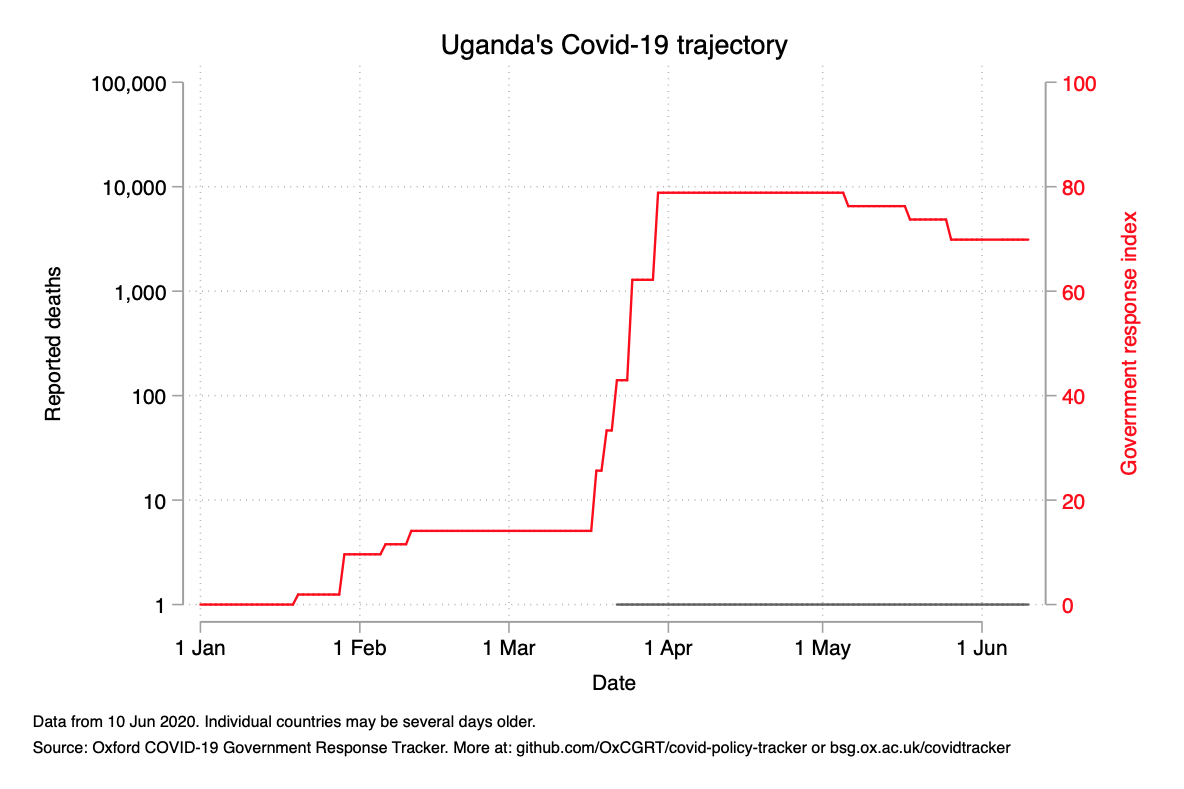 Uganda's Covid-19 trajectory
100,000
10,000
1,000
100
10
1
Reported deaths
100
80
60
40
20
0
Government response index
1 Jan 1 Feb 1 Mar 1 Apr 1 May 1 Jun
Date
Data from 10 Jun 2020. Individual countries may be several days older.
Source: Oxford COVID-19 Government Response Tracker. More at: github.com/OxCGRT/covid-policy-tracker or bsg.ox.ac.uk/covidtracker